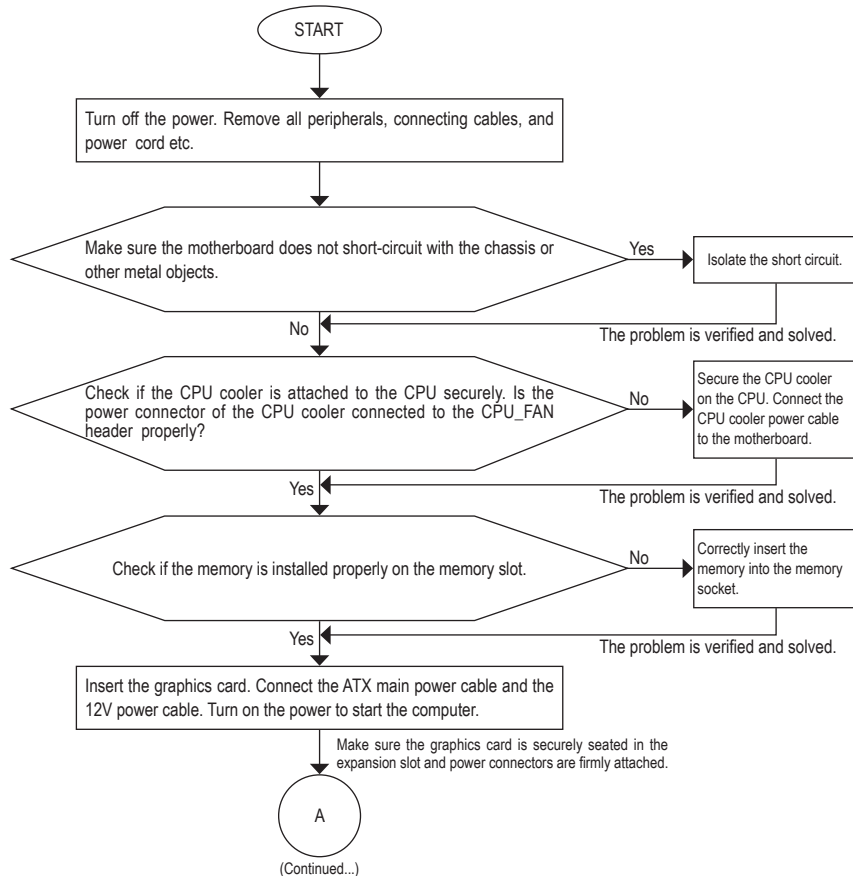 START
Turn off the power. Remove all peripherals, connecting cables, and
power cord etc.
Make sure the motherboard does not short-circuit with the chassis or
other metal objects.
Yes
Isolate the short circuit.
The problem is verified and solved.
No
Check if the CPU cooler is attached to the CPU securely. Is the
power connector of the CPU cooler connected to the CPU_FAN
header properly?
No
Secure the CPU cooler
on the CPU. Connect the
CPU cooler power cable
to the motherboard.
The problem is verified and solved.
Yes
Check if the memory is installed properly on the memory slot.
No
Correctly insert the
memory into the memory
socket.
The problem is verified and solved.
Yes
Insert the graphics card. Connect the ATX main power cable and the
12V power cable. Turn on the power to start the computer.
Make sure the graphics card is securely seated in the
expansion slot and power connectors are firmly attached.
A
(Continued...)